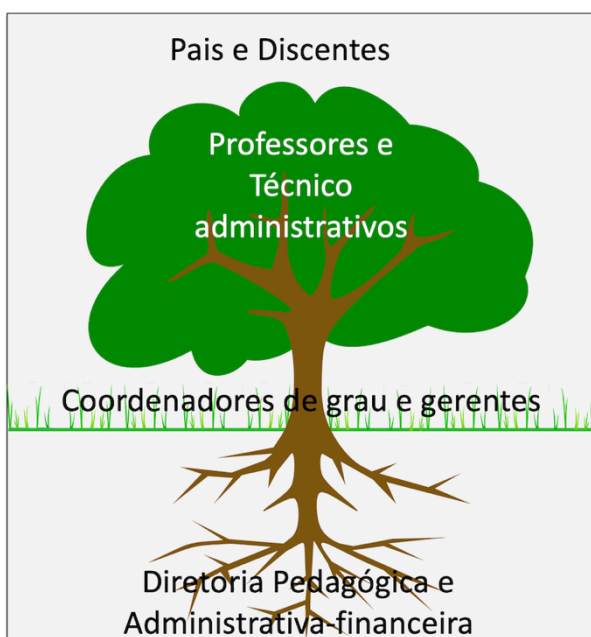 Pais e Discentes
Professores e
Técnico
administrativos
Coordenadores de grau e gerentes
Diretoria Pedagógica e
Administrativa-financeira